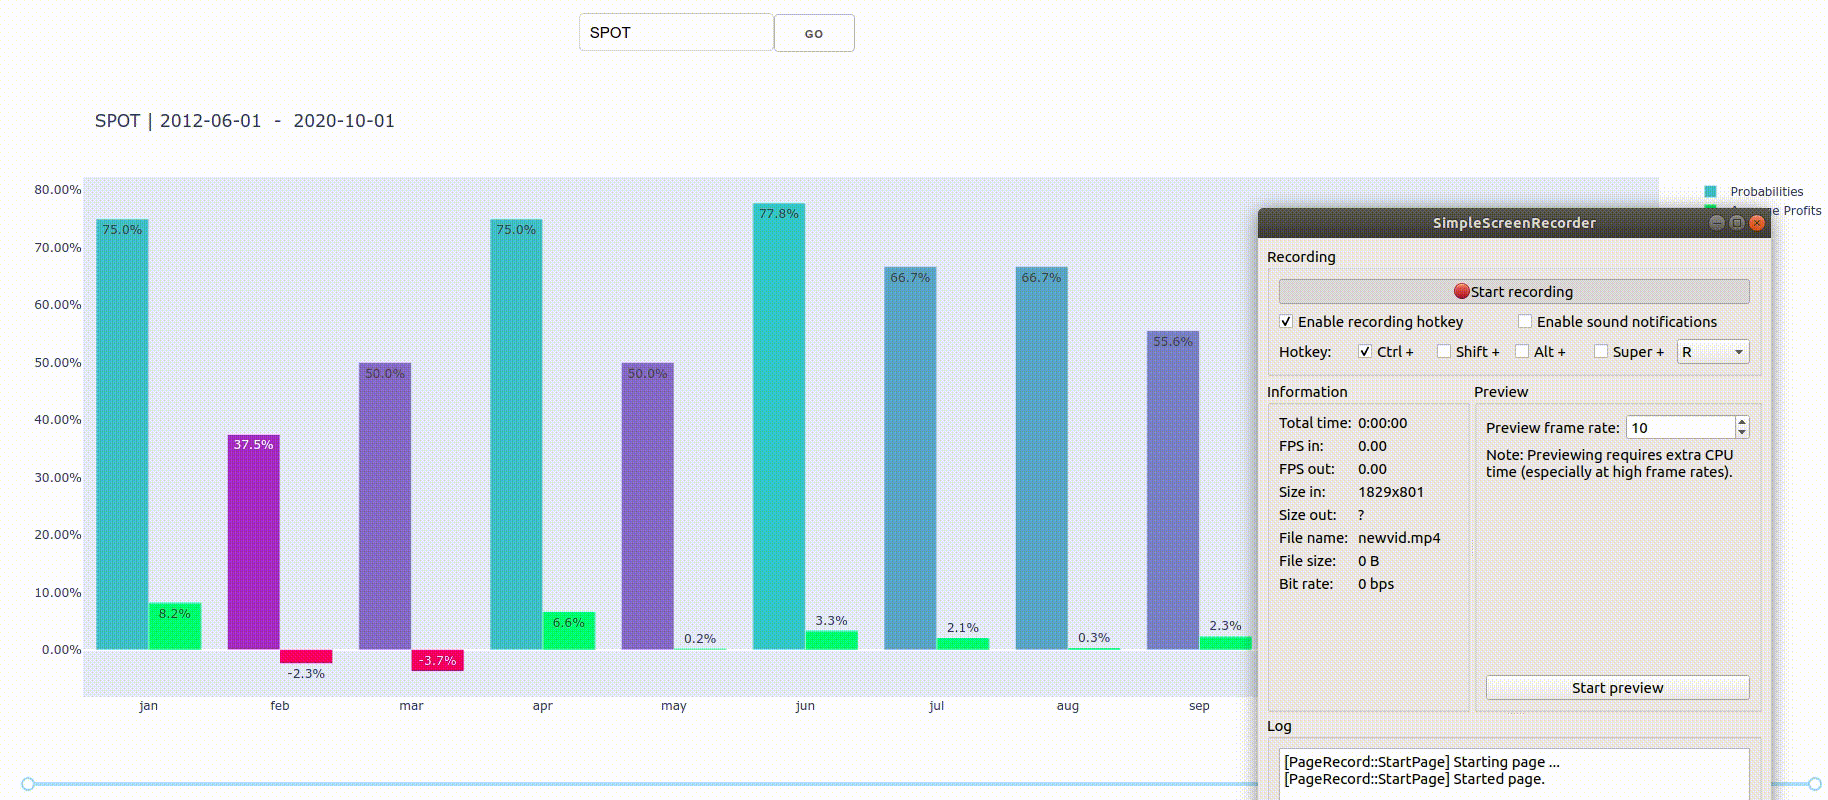 SPOT
GO
SPOT | 2012-06-01 - 2020-10-01
80.00%
70.00%
60.00%
50.00%
40.00%
30.00%
20.00%
10.00%
0.00%
75.0%
8.2%
37.5%
-2.3%
50.0%
-3.7%
75.0%
6.6%
50.0%
0.2%
77.8%
3.3%
66.7%
2.1%
66.7%
0.3%
55.6%
2.3%
jan feb mar apr may jun jul aug sep
Probabilities
Profits
SimpleScreenRecorder
Recording
Start recording
Enable recording hotkey Enable sound notifications
Hotkey: Ctrl + Shift + Alt + Super + R
Information
Total time: 0:00:00
FPS in: 0.00
FPS out: 0.00
Size in: 1829x801
Size out: ?
File name: newvid.mp4
File size: 0 B
Bit rate: 0 bps
Preview
Preview frame rate: 10
Note: Previewing requires extra CPU
time (especially at high frame rates).
Start preview
Log
[PageRecord::StartPage] Starting page ...
[PageRecord::StartPage] Started page.